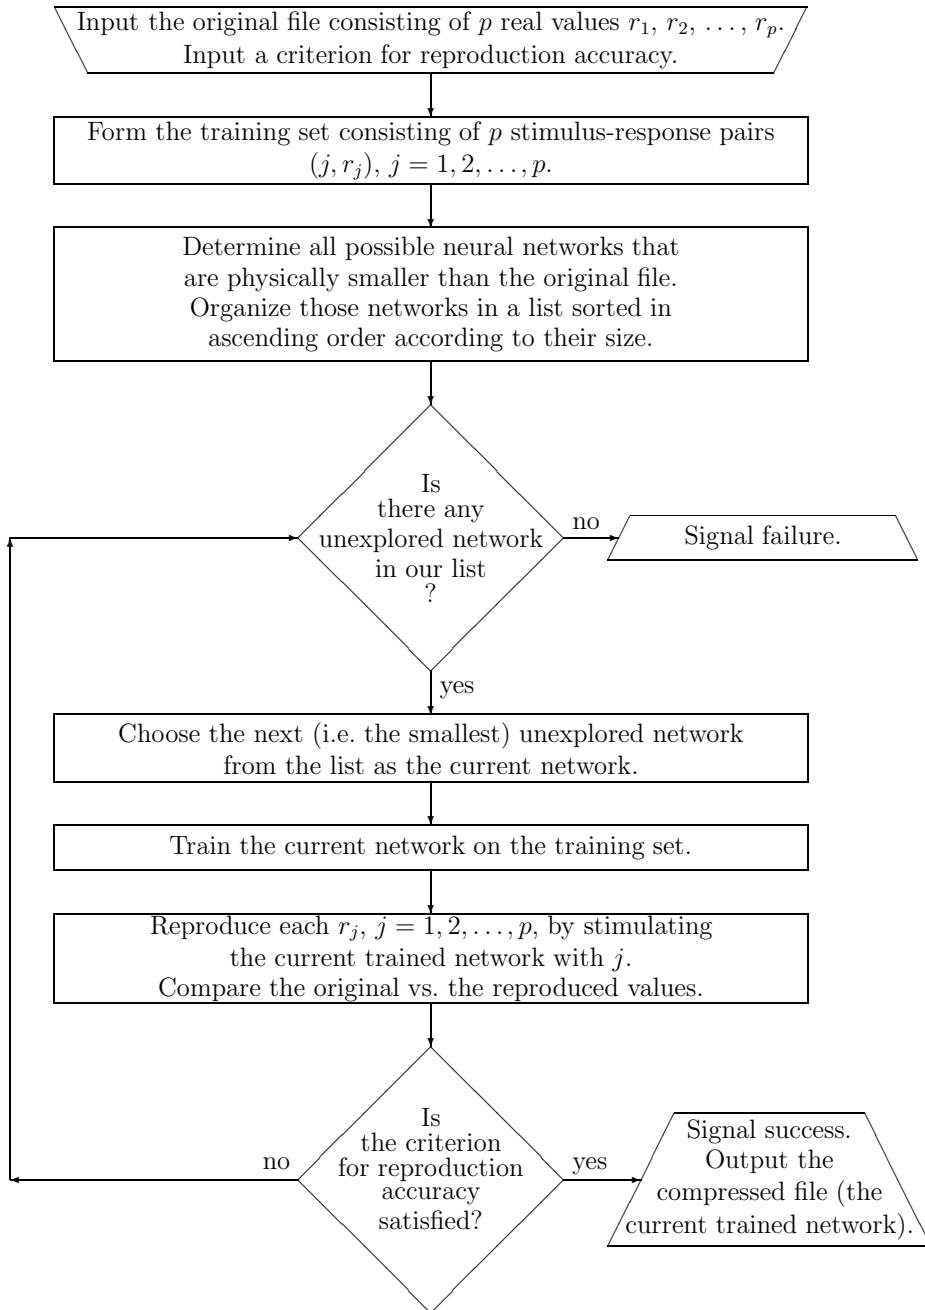 Input the original file consisting of p real values r₁, r₂, ..., rₚ.
Input a criterion for reproduction accuracy.
Form the training set consisting of p stimulus-response pairs
(j, rⱼ), j = 1, 2, ..., p.
Determine all possible neural networks that
are physically smaller than the original file.
Organize those networks in a list sorted in
ascending order according to their size.
Is
there any
unexplored network
in our list
?
no
Signal failure.
yes
Choose the next (i.e. the smallest) unexplored network
from the list as the current network.
Train the current network on the training set.
Reproduce each rⱼ, j = 1, 2, ..., p, by stimulating
the current trained network with j.
Compare the original vs. the reproduced values.
Is
the criterion
for reproduction
accuracy
satisfied?
no
yes
Signal success.
Output the
compressed file (the
current trained network).